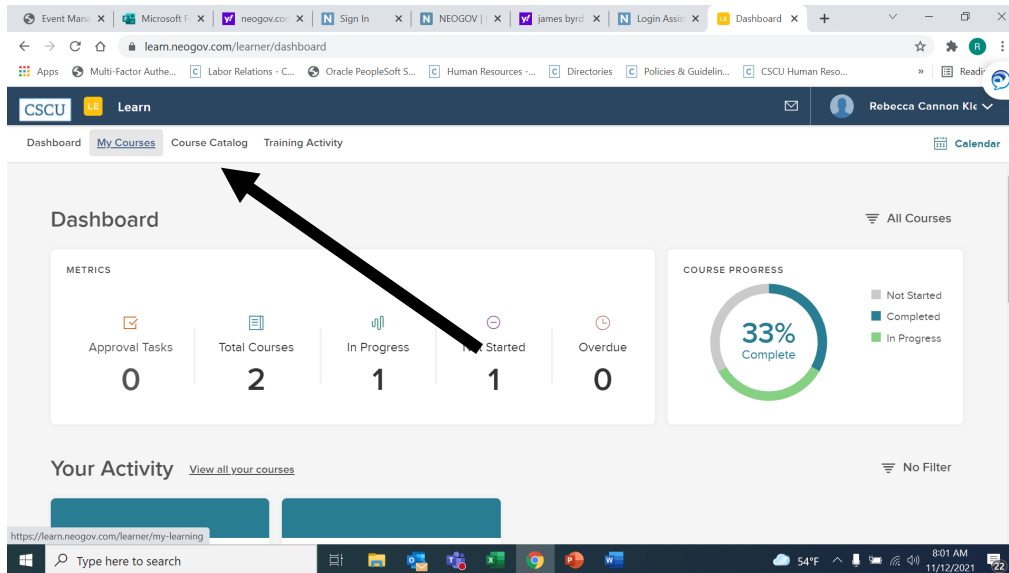 Event Mana Microsoft F neogov.con Sign In NEOGOV | james byrd Login Assis Dashboard
learn.neogov.com/learner/dashboard R
Apps Multi-Factor Authe... Labor Relations - C... Oracle PeopleSoft S... Human Resources -... Directories Policies & Guidelin... CSCU Human Reso... » Readi
CSCU LE Learn Rebecca Cannon Kle
Dashboard My Courses Course Catalog Training Activity Calendar
Dashboard All Courses
METRICS COURSE PROGRESS
Approval Tasks Total Courses In Progress Not Started Overdue
0 2 1 1 0
33%
Complete
Not Started
Completed
In Progress
Your Activity View all your courses No Filter
https://learn.neogov.com/learner/my-learning
Type here to search 54°F 8:01 AM
11/12/2021 22